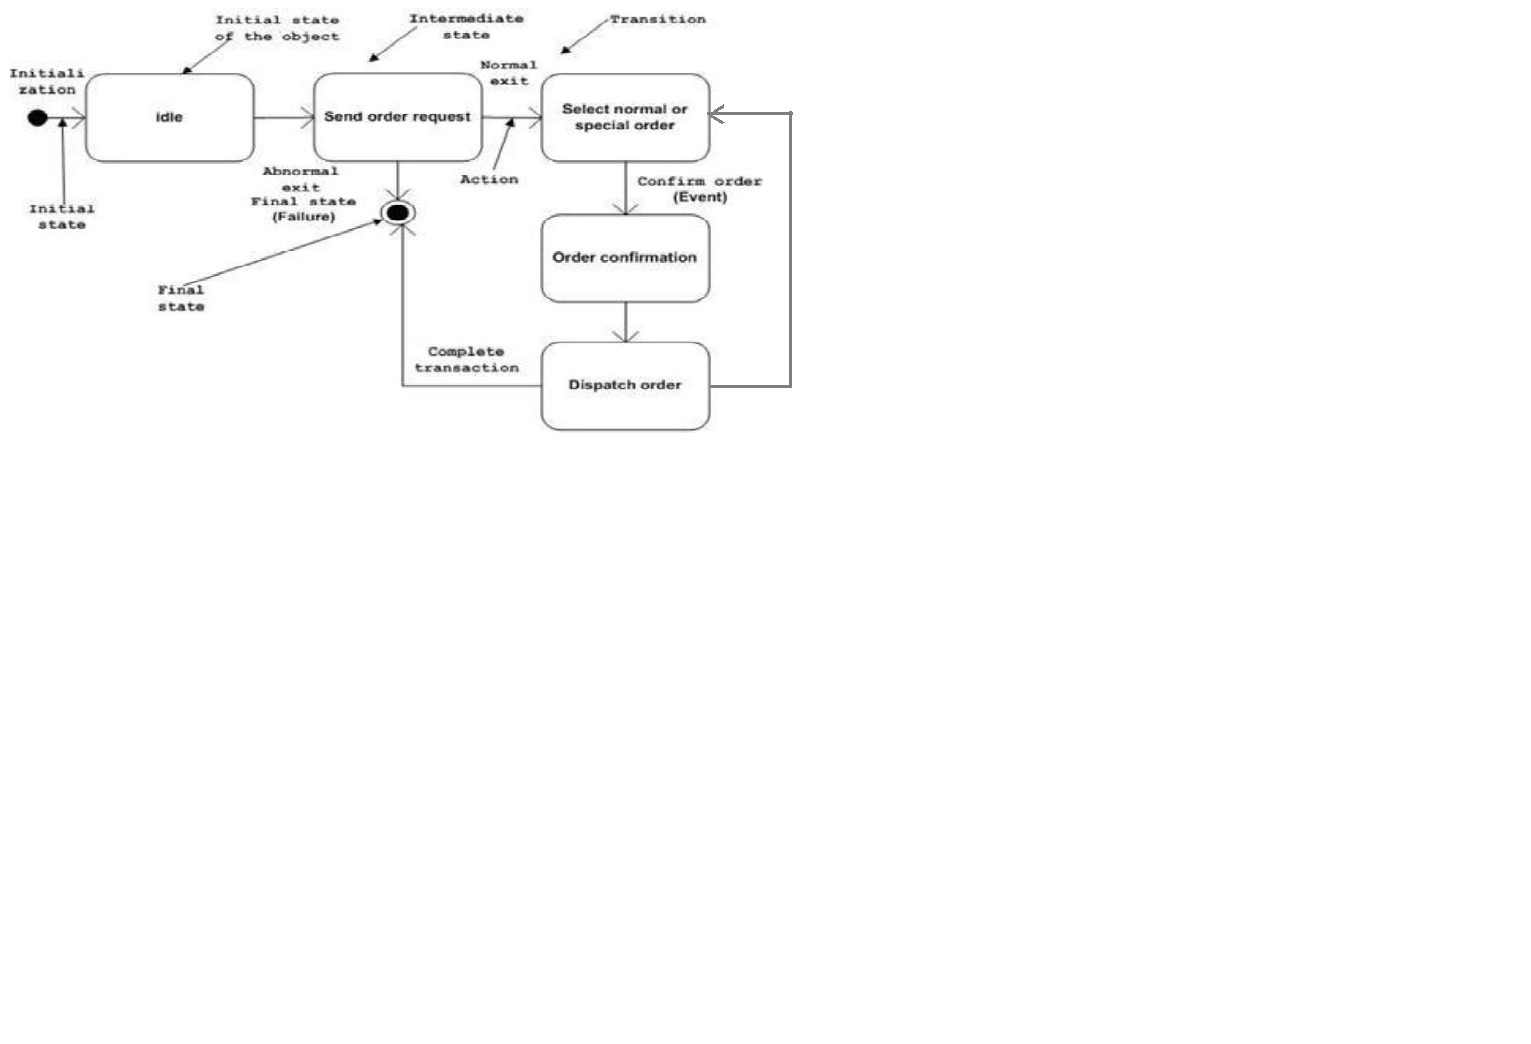 Initial state
of the object
Intermediate
state
Transition
Initiali
zation
Normal
exit
idle
Send order request
Select normal or
special order
Initial
state
Abnormal
exit
Final state
(Failure)
Action
Confirm order
(Event)
Order confirmation
Final
state
Complete
transaction
Dispatch order